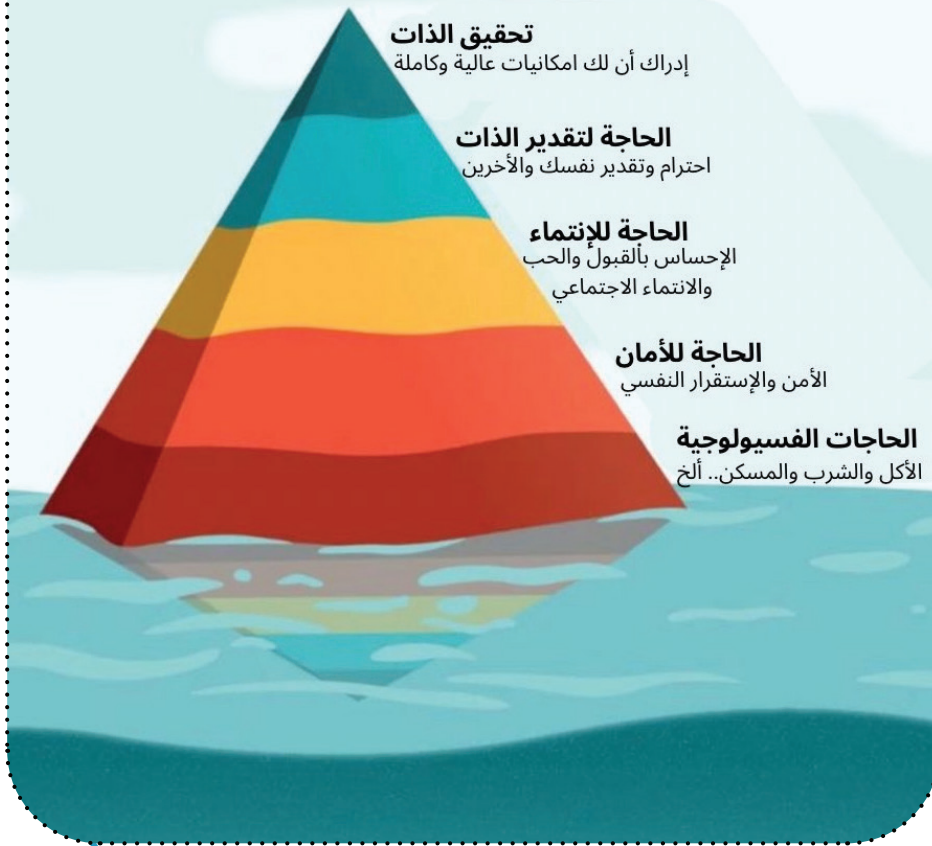 تحقيق الذات
إدراك أن لك امكانيات عالية وكاملة
الحاجة لتقدير الذات
احترام وتقدير نفسك والأخرين
الحاجة للإنتماء
الإحساس بالقبول والحب
والانتماء الاجتماعي
الحاجة للأمان
الأمن والإستقرار النفسي
الحاجات الفسيولوجية
الأكل والشرب والمسكن.. ألخ